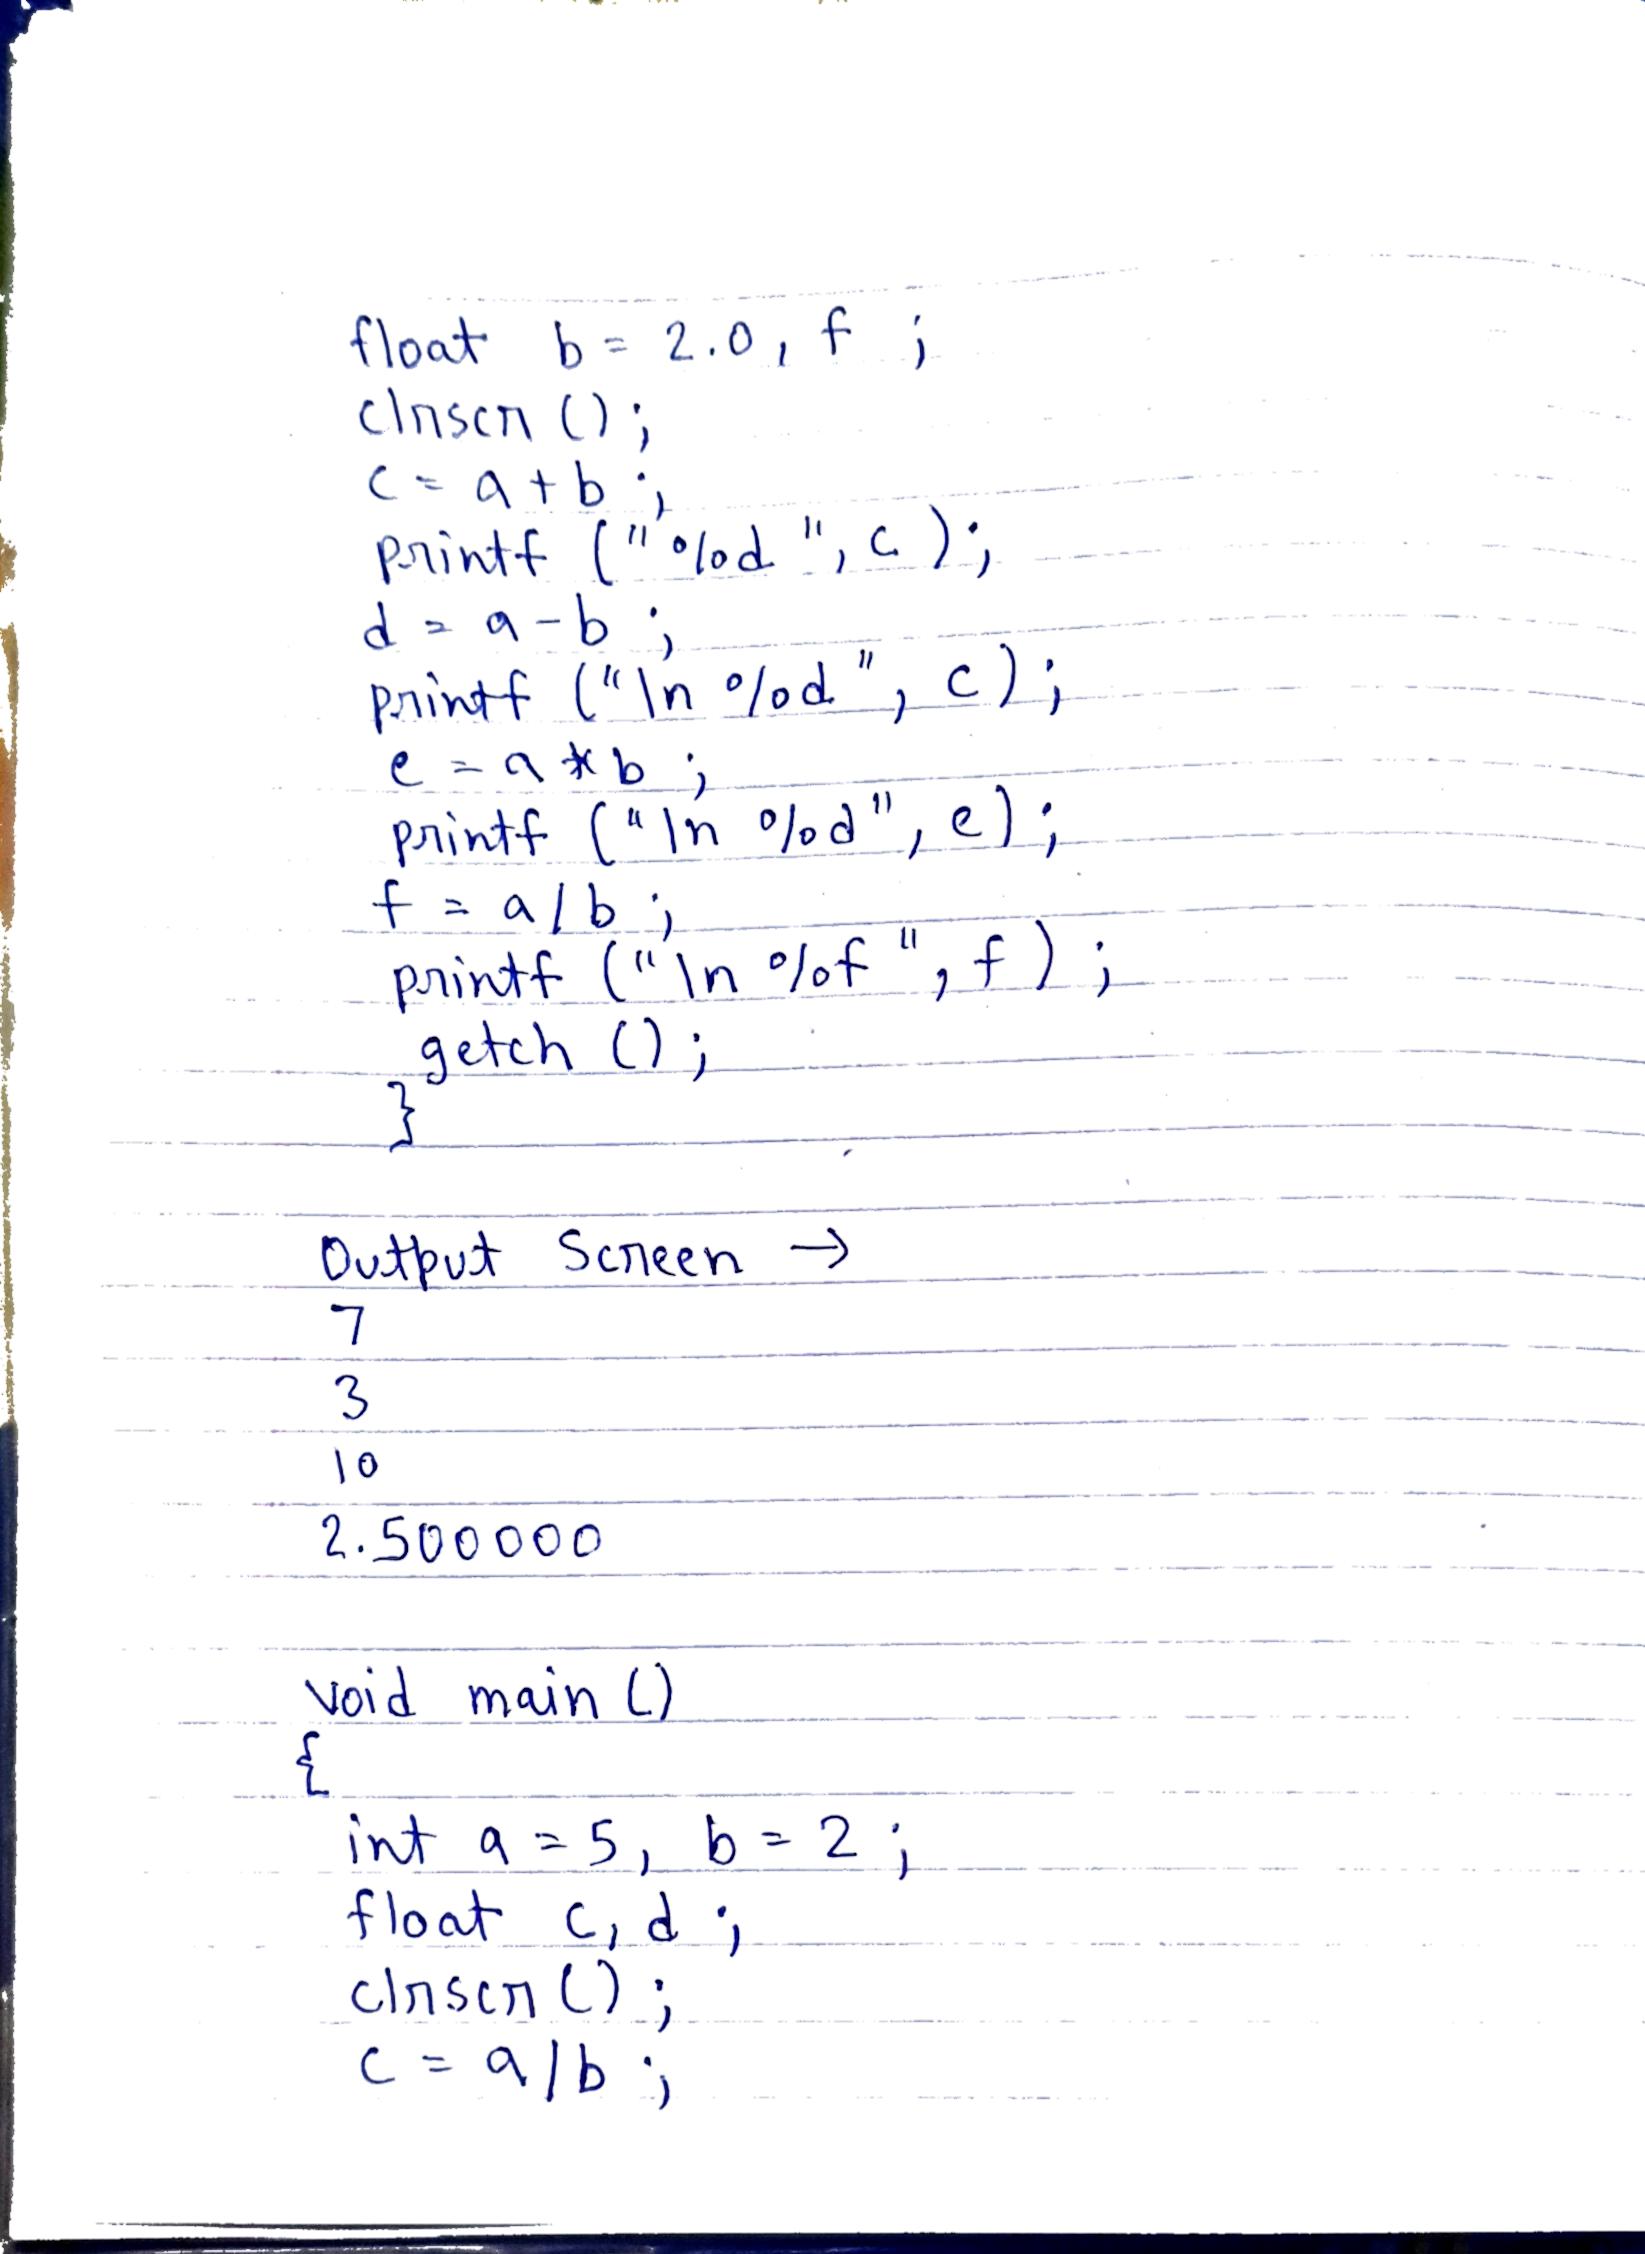 float b = 2.0, f ;
clrscr ();
c = a + b ;
printf ("%d", c );
d = a - b ;
printf ("\n %d", c) ;
e = a * b ;
printf ("\n %d", e) ;
f = a / b ;
printf ("\n %f", f ) ;
getch () ;
}
Output Screen →
7
3
10
2.500000
void main ()
{
int a = 5, b = 2 ;
float c, d ;
clrscr () ;
c = a / b ;